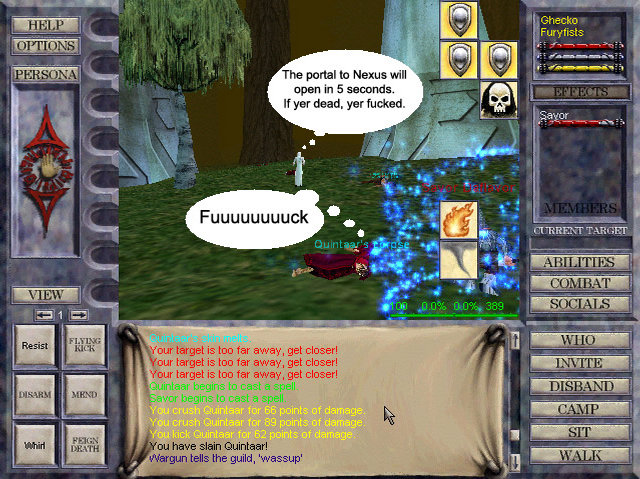 HELP
OPTIONS
PERSONA
VIEW
1
Resist
FLYING KICK
DISARM
MEND
Whirl
FEIGN DEATH
The portal to Nexus will
open in 5 seconds.
If yer dead, yer fucked.
Fuuuuuuuuck
Quintaar's corpse
100 0.0% 0.0% 369
Your target is too far away, get closer!
Your target is too far away, get closer!
Your target is too far away, get closer!
Quintaar begins to cast a spell.
Savor begins to cast a spell.
You crush Quintaar for 66 points of damage.
You crush Quintaar for 89 points of damage.
You kick Quintaar for 62 points of damage.
You have slain Quintaar!
Wargun tells the guild, 'wassup'
Ghecko
Furyfists
EFFECTS
Savor
MEMBERS
CURRENT TARGET
ABILITIES
COMBAT
SOCIALS
WHO
INVITE
DISBAND
CAMP
SIT
WALK